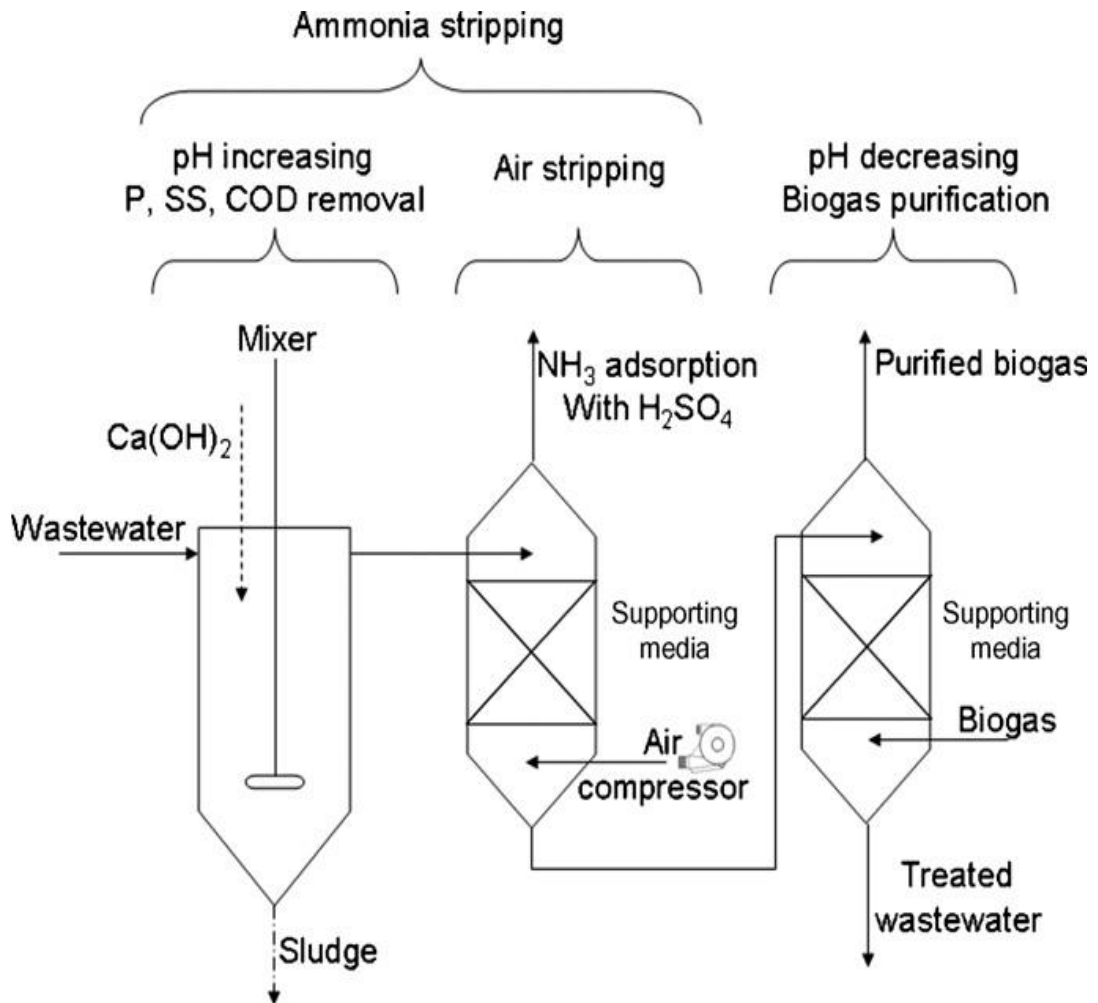 Ammonia stripping
pH increasing
P, SS, COD removal
Air stripping
pH decreasing
Biogas purification
Mixer
Ca(OH)₂
Wastewater
NH₃ adsorption
With H₂SO₄
Purified biogas
Supporting
media
Supporting
media
Air
compressor
Biogas
Sludge
Treated
wastewater